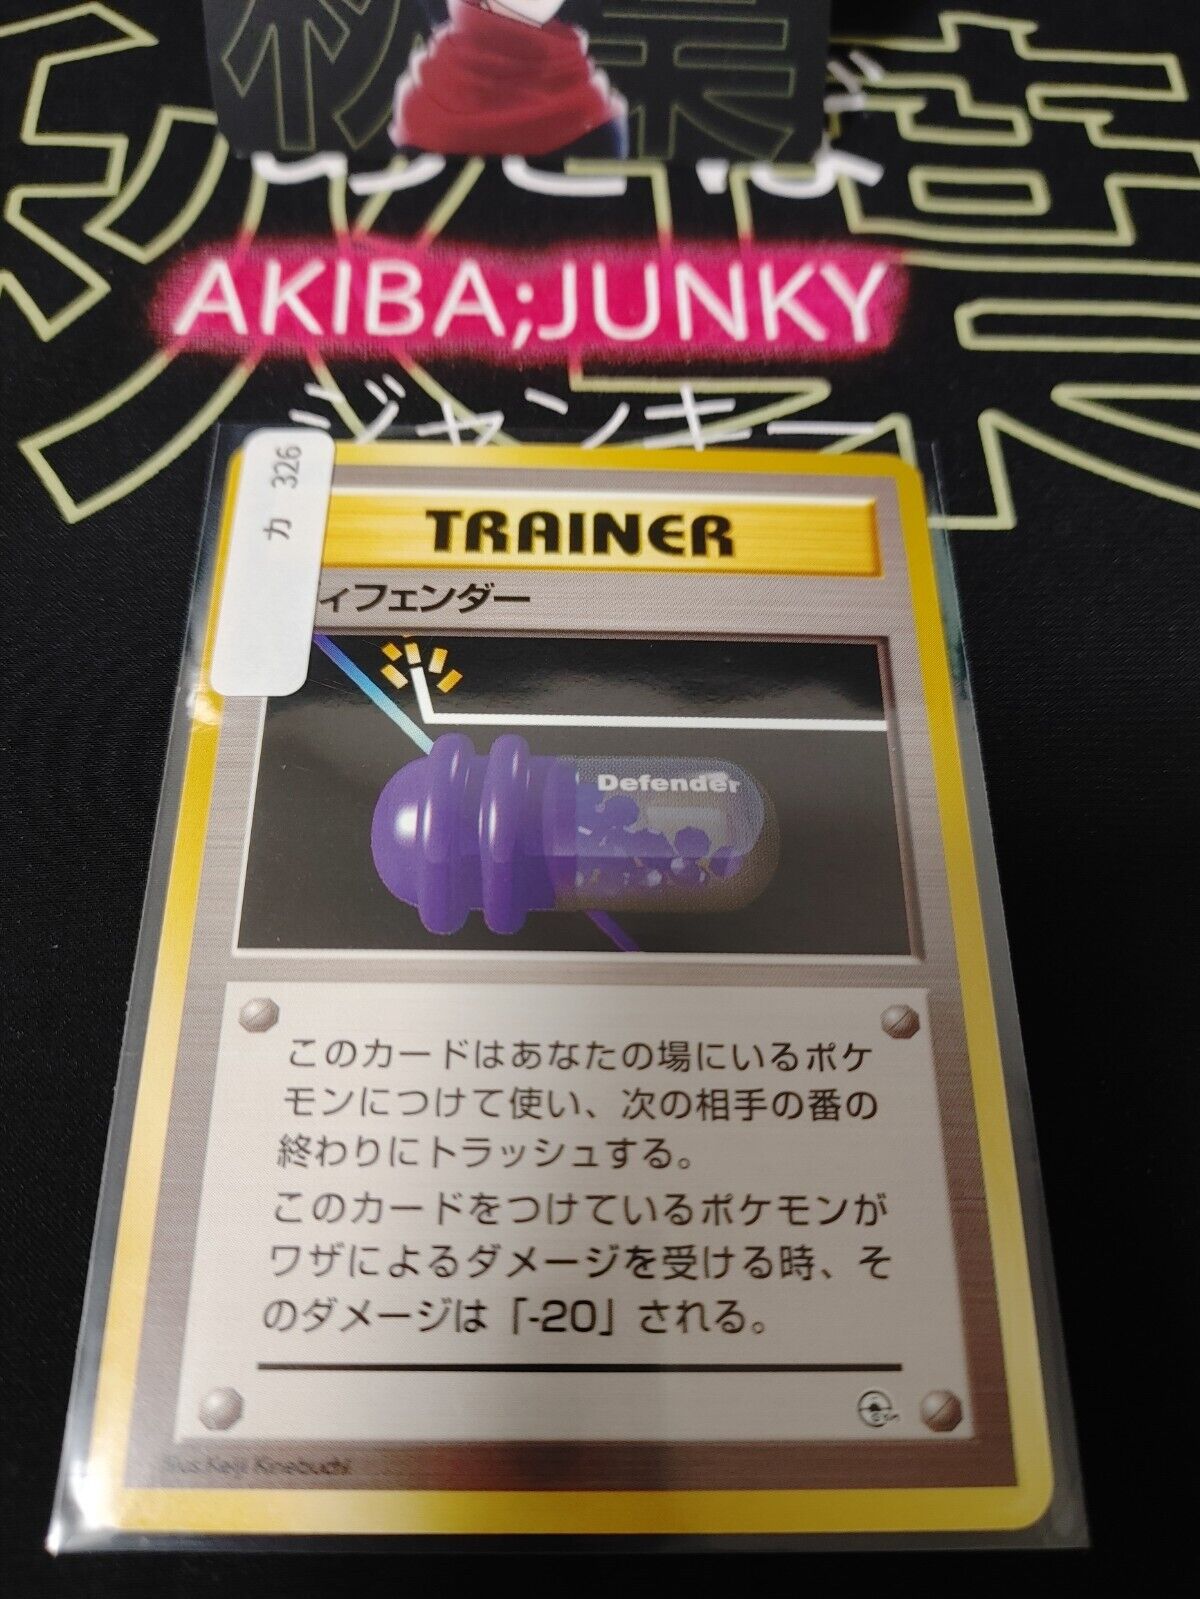 AKIBA;JUNKY
ジャンキー
カ 326
TRAINER
ィフェンダー
Defender
このカードはあなたの場にいるポケ
モンにつけて使い、次の相手の番の
終わりにトラッシュする。
このカードをつけているポケモンが
ワザによるダメージを受ける時、そ
のダメージは「-20」される。
Illus.Keiji Kinebuchi